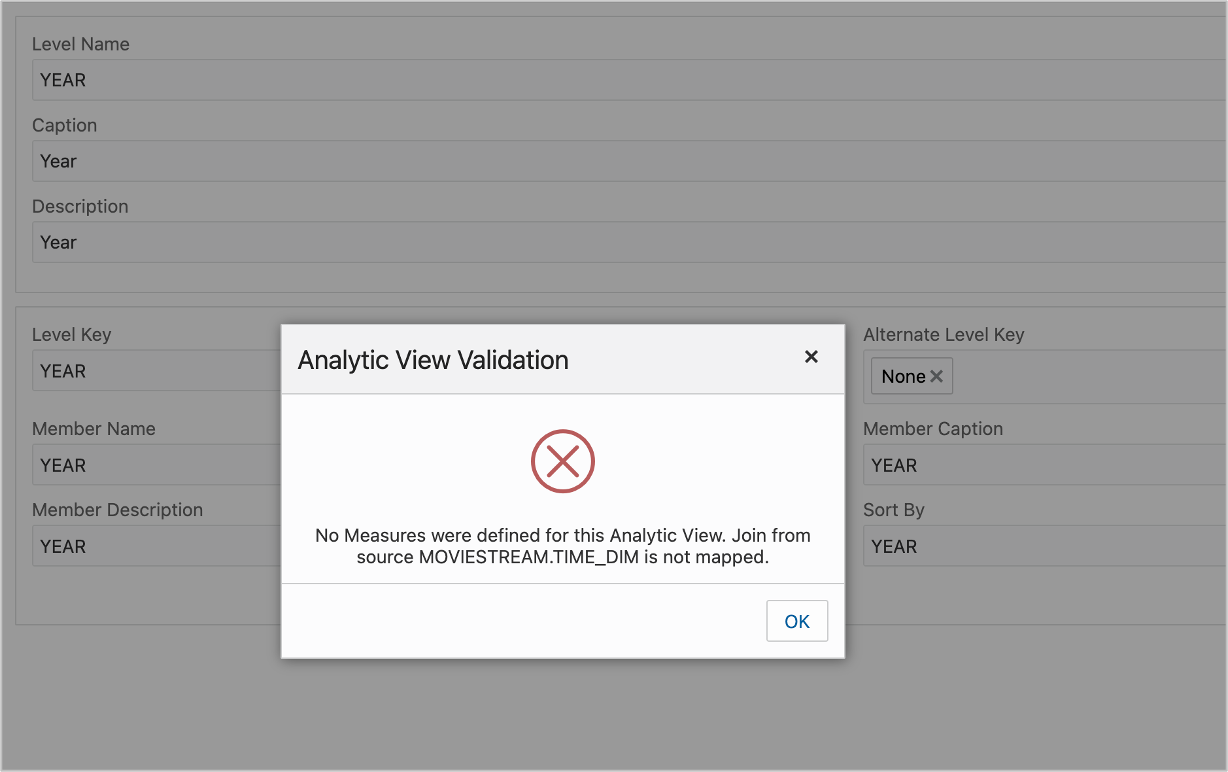 Level Name
YEAR
Caption
Year
Description
Year
Level Key
YEAR
Alternate Level Key
None
Member Name
YEAR
Member Caption
YEAR
Member Description
YEAR
Sort By
YEAR
Analytic View Validation
No Measures were defined for this Analytic View. Join from
source MOVIESTREAM.TIME_DIM is not mapped.
OK